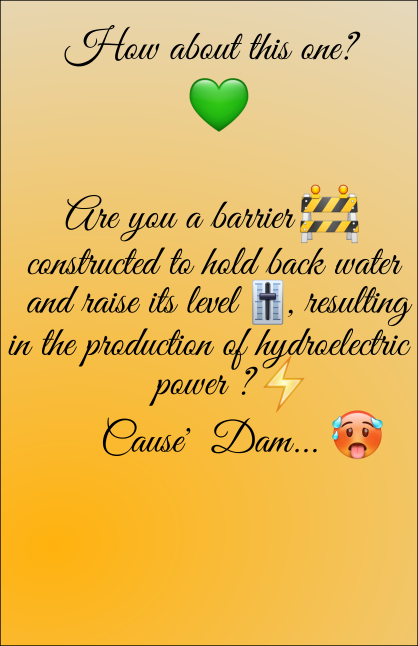 How about this one?
💚
Are you a barrier 🚧
constructed to hold back water
and raise its level 🎚️, resulting
in the production of hydroelectric
power ?⚡
'Cause' Dam... 🥵